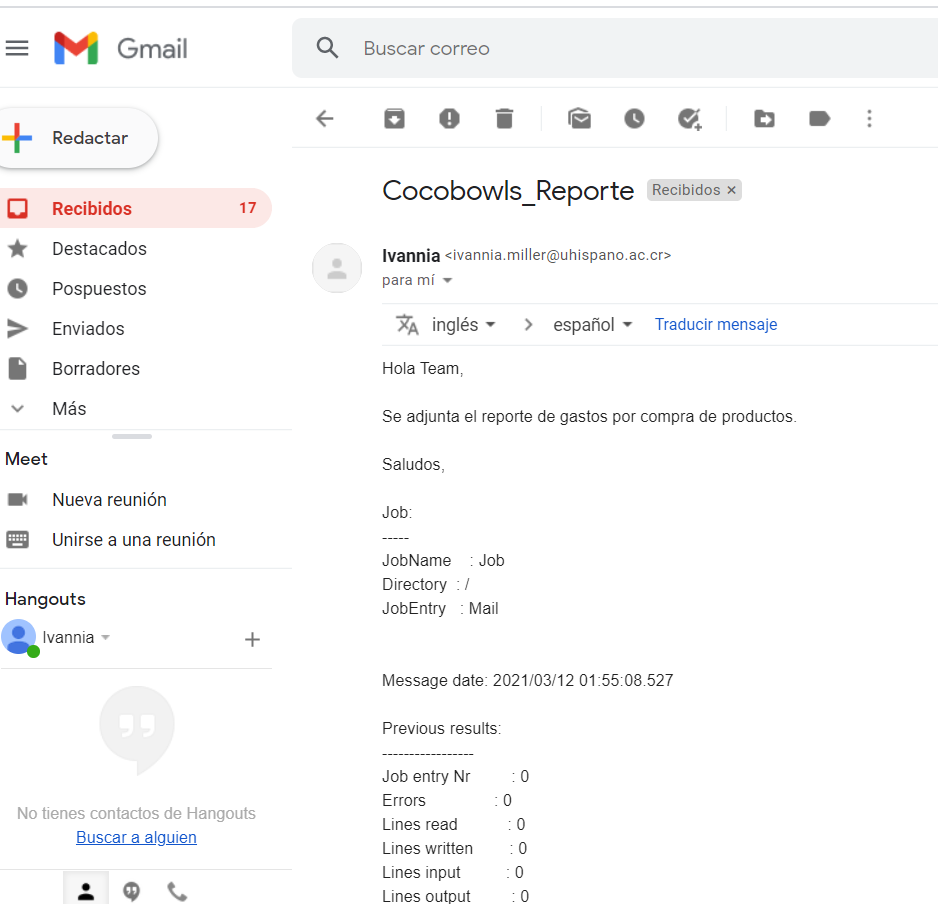 Gmail
Buscar correo
Redactar
Recibidos 17
Destacados
Pospuestos
Enviados
Borradores
Más
Meet
Nueva reunión
Unirse a una reunión
Hangouts
Ivannia
No tienes contactos de Hangouts
Buscar a alguien
Cocobowls_Reporte Recibidos ×
Ivannia <ivannia.miller@uhispano.ac.cr>
para mí
inglés > español Traducir mensaje
Hola Team,
Se adjunta el reporte de gastos por compra de productos.
Saludos,
Job:
-----
JobName : Job
Directory : /
JobEntry : Mail
Message date: 2021/03/12 01:55:08.527
Previous results:
-----------------
Job entry Nr : 0
Errors : 0
Lines read : 0
Lines written : 0
Lines input : 0
Lines output : 0